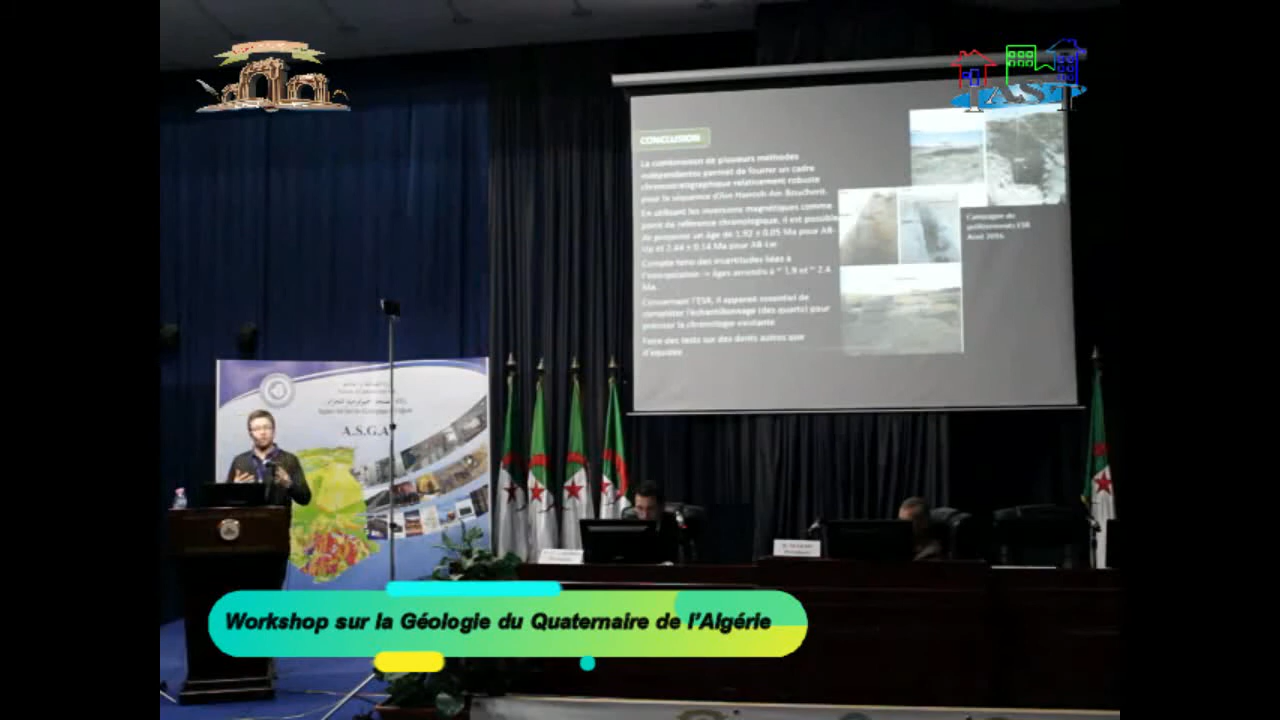 IAST
CONCLUSION
La combinaison de plusieurs méthodes
indépendantes permet de fournir un cadre
chronostratigraphique relativement robuste
pour la séquence d'Ain Hanech-Ain Boucherit.
En utilisant les inversions magnétiques comme
point de référence chronologique, il est possible
de proposer un âge de 1.92 ± 0.05 Ma pour AB-
Up et 2.44 ± 0.14 Ma pour AB-Lw
Compte tenu des incertitudes liées à
l'interpolation -> âges arrondis à ~ 1.9 et ~ 2.4
Ma.
Concernant l'ESR, il apparait essentiel de
compléter l'échantillonnage (des quartz) pour
préciser la chronologie existante
Faire des tests sur des dents autres que
d'équidés
Campagne de
prélèvements ESR
Avril 2016.
A.S.G.A
Workshop sur la Géologie du Quaternaire de l'Algérie